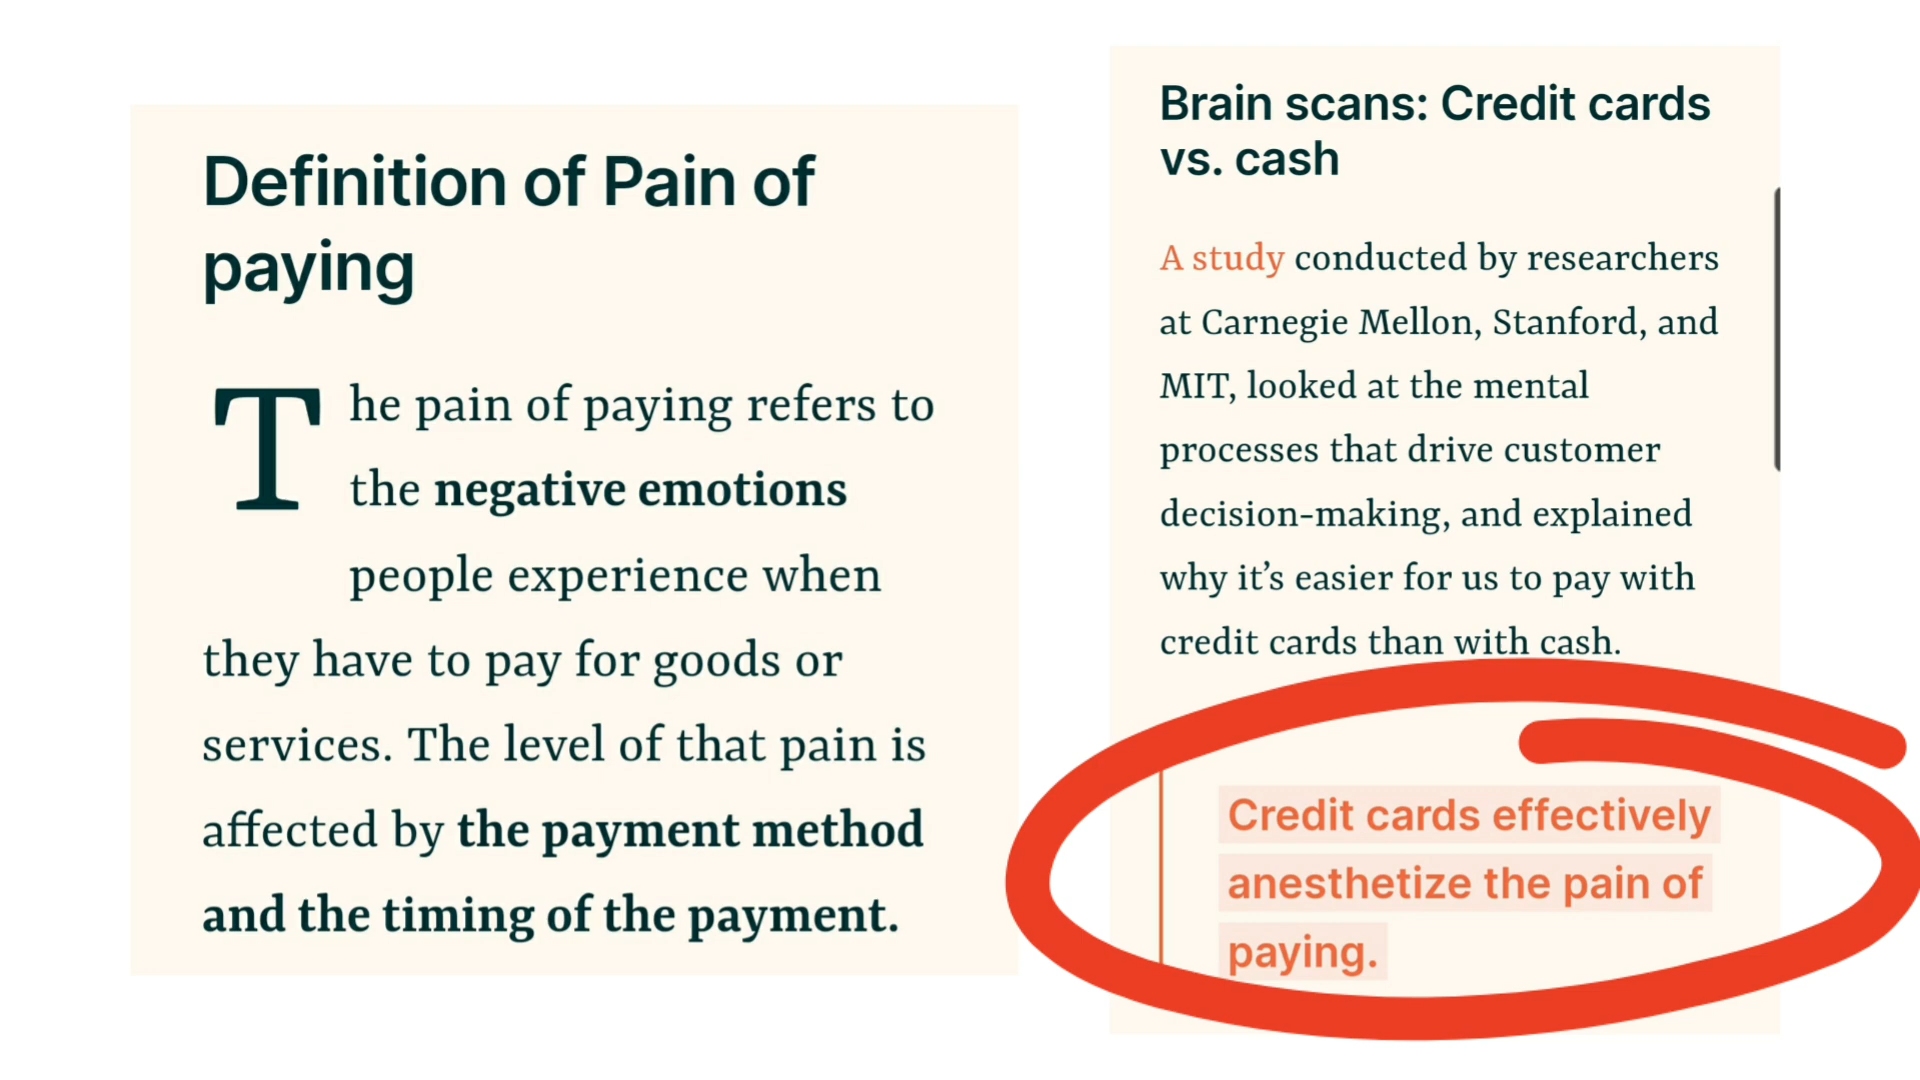 Definition of Pain of
paying
The pain of paying refers to
the negative emotions
people experience when
they have to pay for goods or
services. The level of that pain is
affected by the payment method
and the timing of the payment.
Brain scans: Credit cards
vs. cash
A study conducted by researchers
at Carnegie Mellon, Stanford, and
MIT, looked at the mental
processes that drive customer
decision-making, and explained
why it’s easier for us to pay with
credit cards than with cash.
Credit cards effectively
anesthetize the pain of
paying.